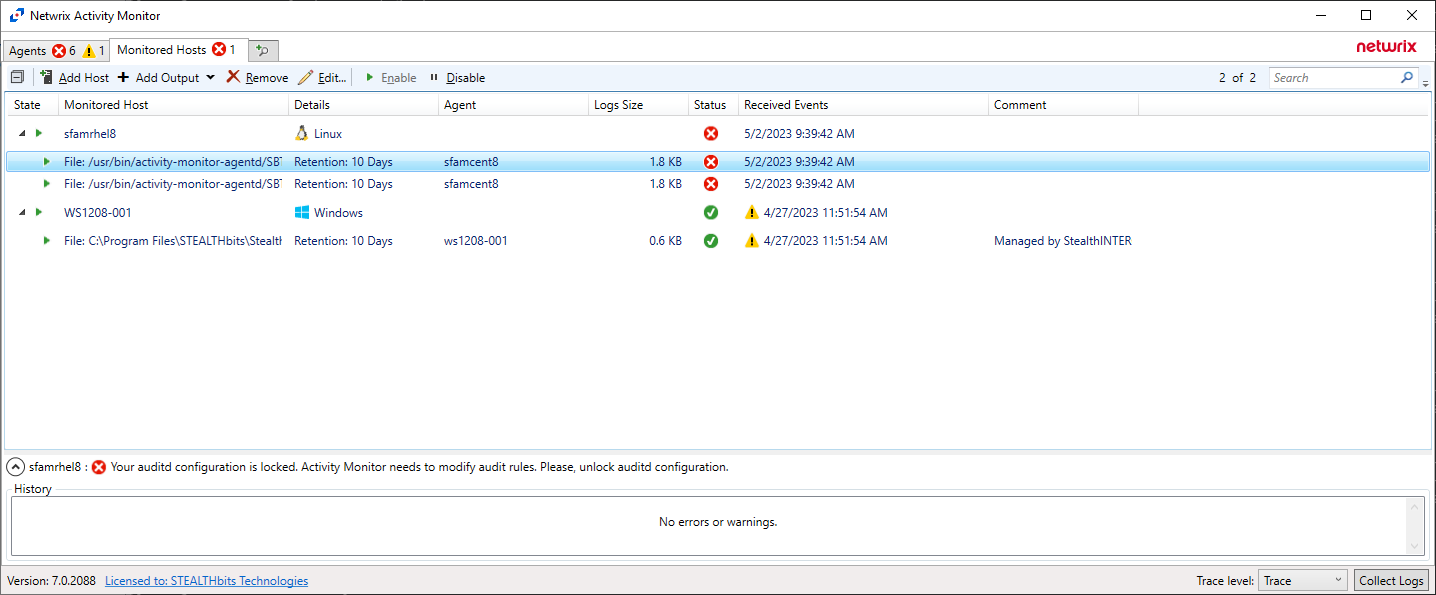 Netwrix Activity Monitor
Agents 6 1 Monitored Hosts 1
netwrix
Add Host Add Output Remove Edit... Enable Disable 2 of 2 Search
State Monitored Host Details Agent Logs Size Status Received Events Comment
sfamrhel8 Linux 5/2/2023 9:39:42 AM
File: /usr/bin/activity-monitor-agentd/SBT Retention: 10 Days sfamcent8 1.8 KB 5/2/2023 9:39:42 AM
File: /usr/bin/activity-monitor-agentd/SBT Retention: 10 Days sfamcent8 1.8 KB 5/2/2023 9:39:42 AM
WS1208-001 Windows 4/27/2023 11:51:54 AM
File: C:\Program Files\STEALTHbits\Stealth Retention: 10 Days ws1208-001 0.6 KB 4/27/2023 11:51:54 AM Managed by StealthINTER
sfamrhel8 : Your auditd configuration is locked. Activity Monitor needs to modify audit rules. Please, unlock auditd configuration.
History
No errors or warnings.
Version: 7.0.2088 Licensed to: STEALTHbits Technologies Trace level: Trace Collect Logs